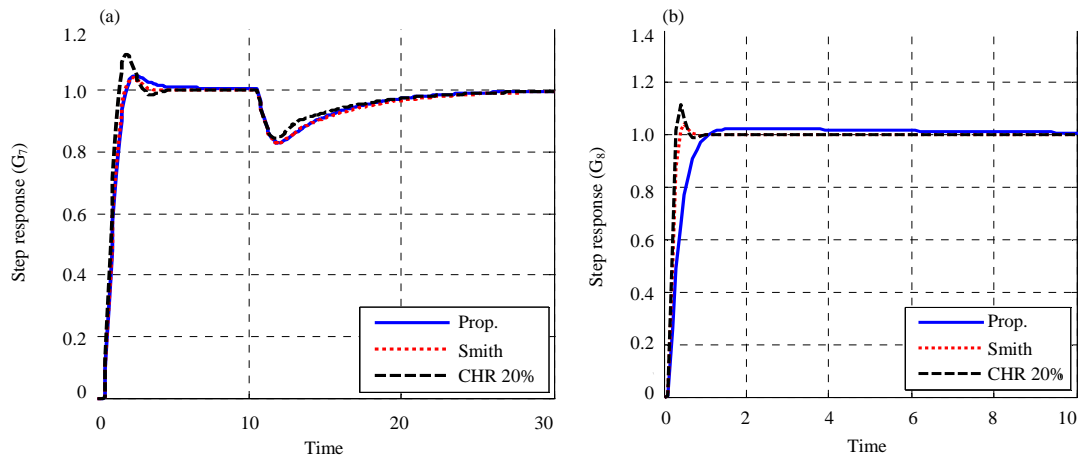 (a)
Step response (G7)
1.2
1.0
0.8
0.6
0.4
0.2
0
0
10
20
30
Time
Prop.
Smith
CHR 20%
(b)
Step response (G8)
1.4
1.2
1.0
0.8
0.6
0.4
0.2
0
0
2
4
6
8
10
Time
Prop.
Smith
CHR 20%